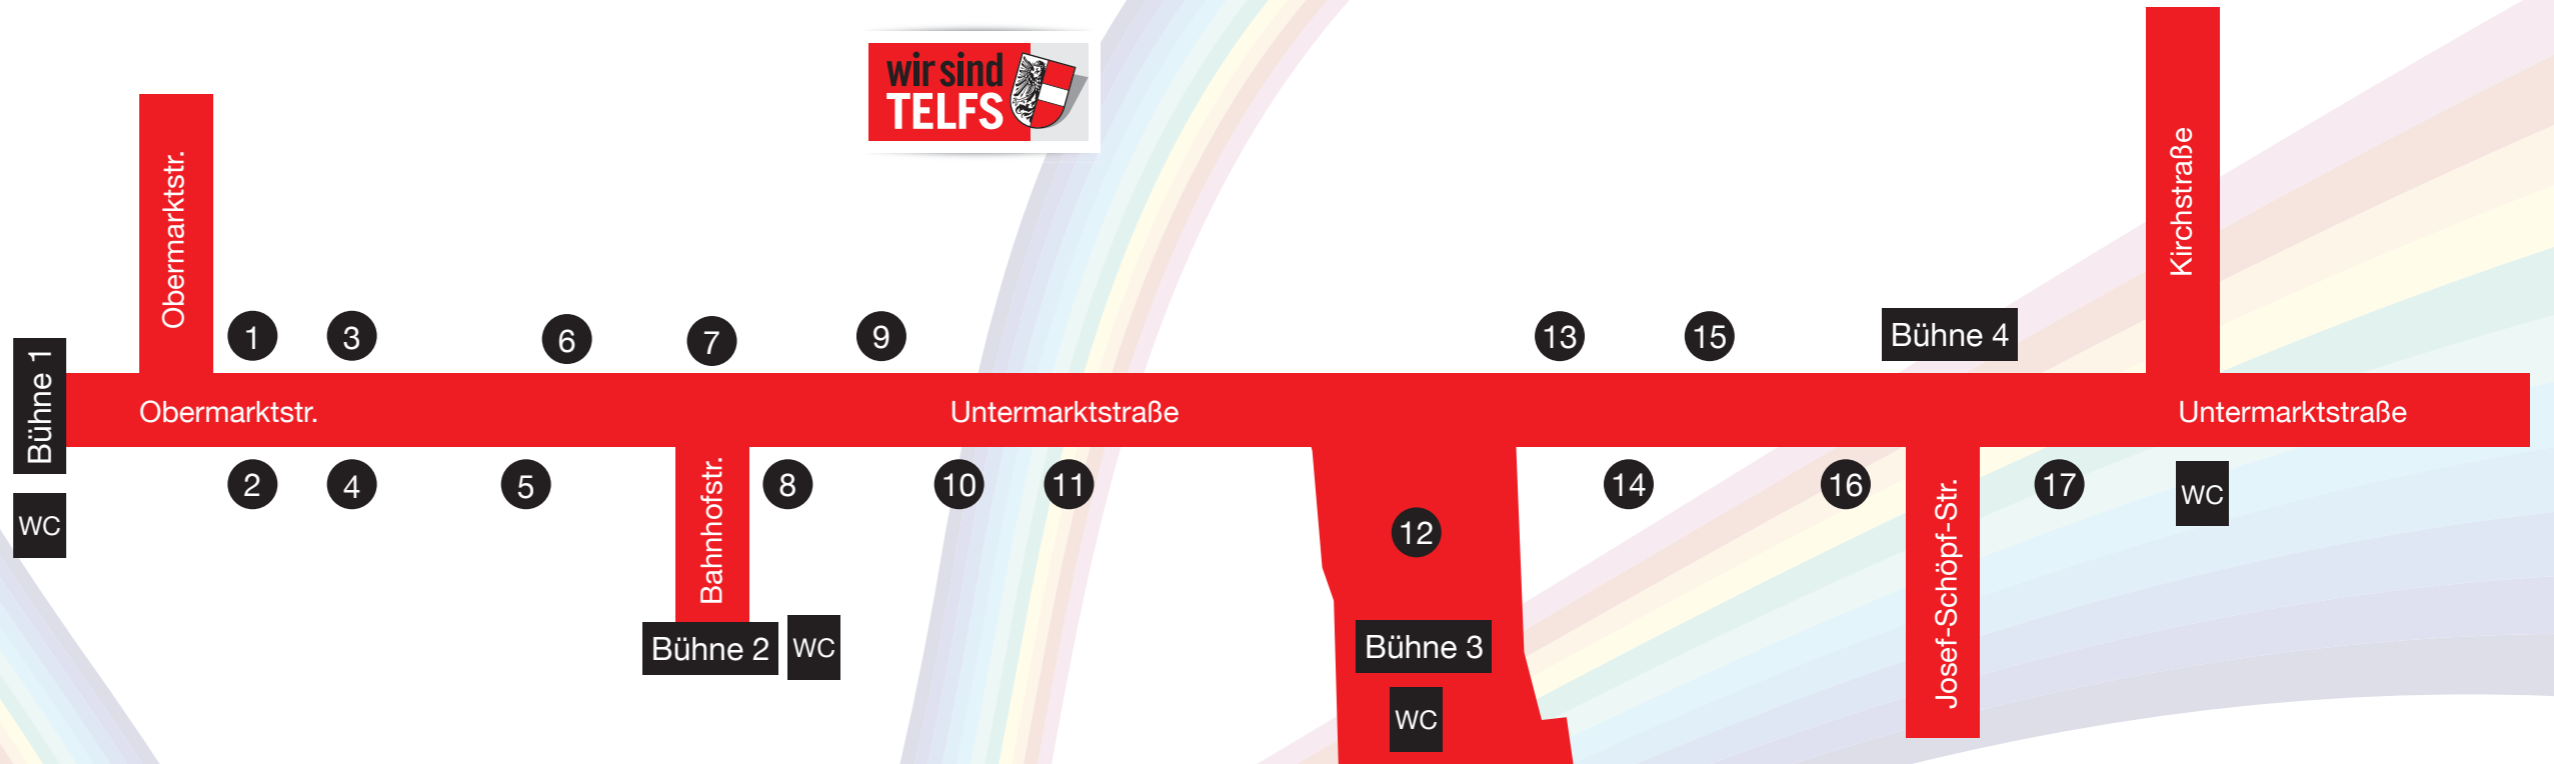 wir sind
TELFS
Obermarktstr.
Kirchstraße
1
3
6
7
9
13
15
Bühne 4
Bühne 1
Obermarktstr.
Untermarktstraße
Untermarktstraße
2
4
5
Bahnhofstr.
8
10
11
12
14
16
Josef-Schöpf-Str.
17
WC
WC
Bühne 2
WC
Bühne 3
WC